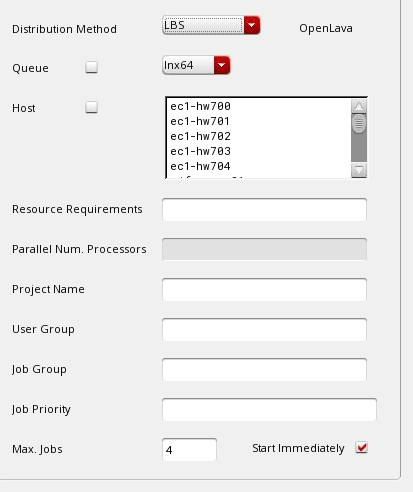 Distribution Method LBS OpenLava
Queue lnx64
Host
ec1-hw700
ec1-hw701
ec1-hw702
ec1-hw703
ec1-hw704
Resource Requirements
Parallel Num. Processors
Project Name
User Group
Job Group
Job Priority
Max. Jobs 4 Start Immediately